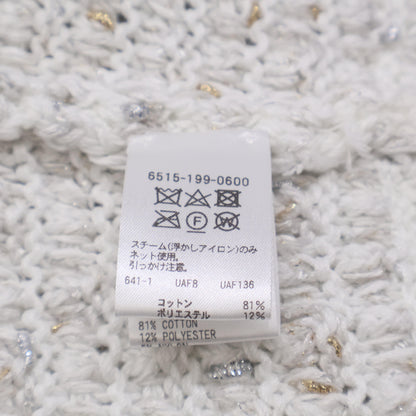 6515-199-0600
F W
スチーム(浮かしアイロン)のみ
ネット使用。
引っかけ注意。
641-1 UAF8 UAF136
コットン 81%
ポリエステル 12%
81% COTTON
12% POLYESTER